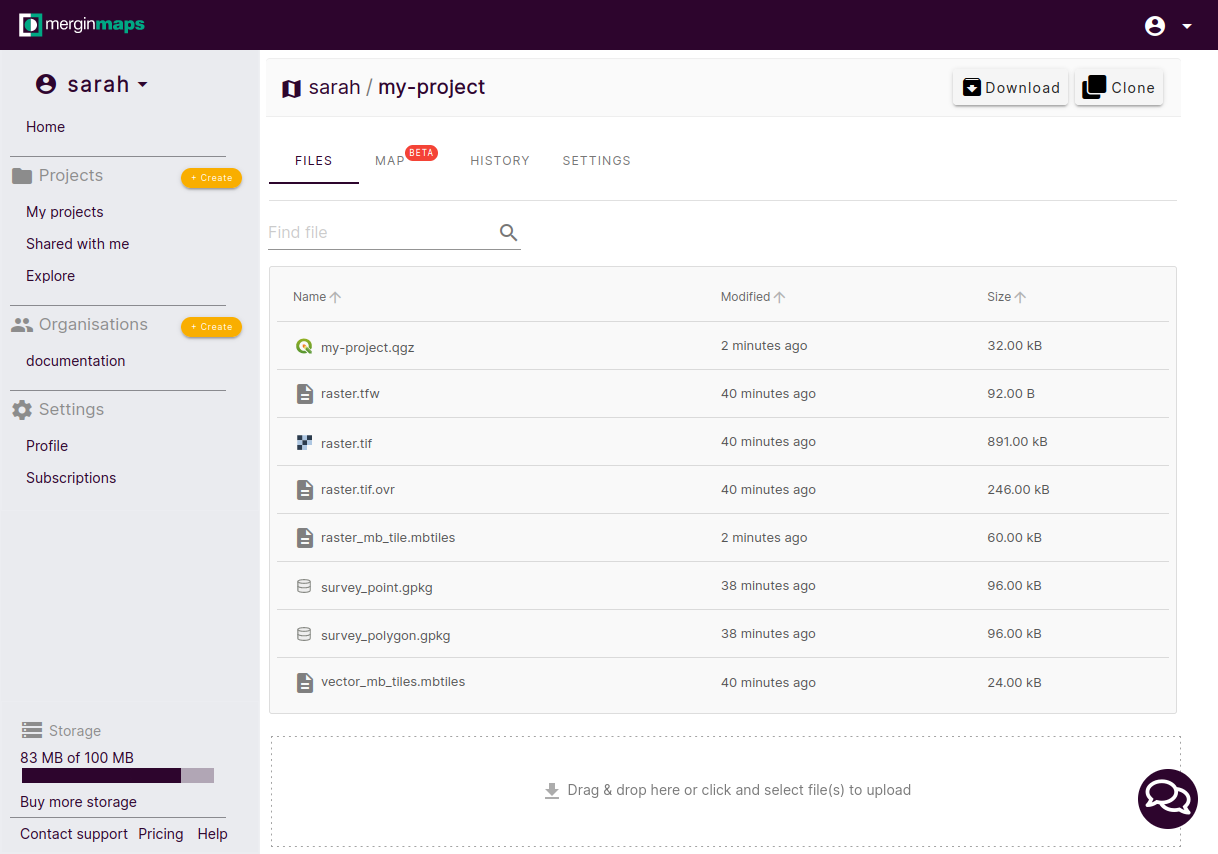 merginmaps
sarah
Home
Projects
+ Create
My projects
Shared with me
Explore
Organisations
+ Create
documentation
Settings
Profile
Subscriptions
Storage
83 MB of 100 MB
Buy more storage
Contact support Pricing Help
sarah / my-project
Download Clone
FILES MAP BETA HISTORY SETTINGS
Find file
Name Modified Size
my-project.qgz 2 minutes ago 32.00 kB
raster.tfw 40 minutes ago 92.00 B
raster.tif 40 minutes ago 891.00 kB
raster.tif.ovr 40 minutes ago 246.00 kB
raster_mb_tile.mbtiles 2 minutes ago 60.00 kB
survey_point.gpkg 38 minutes ago 96.00 kB
survey_polygon.gpkg 38 minutes ago 96.00 kB
vector_mb_tiles.mbtiles 40 minutes ago 24.00 kB
Drag & drop here or click and select file(s) to upload